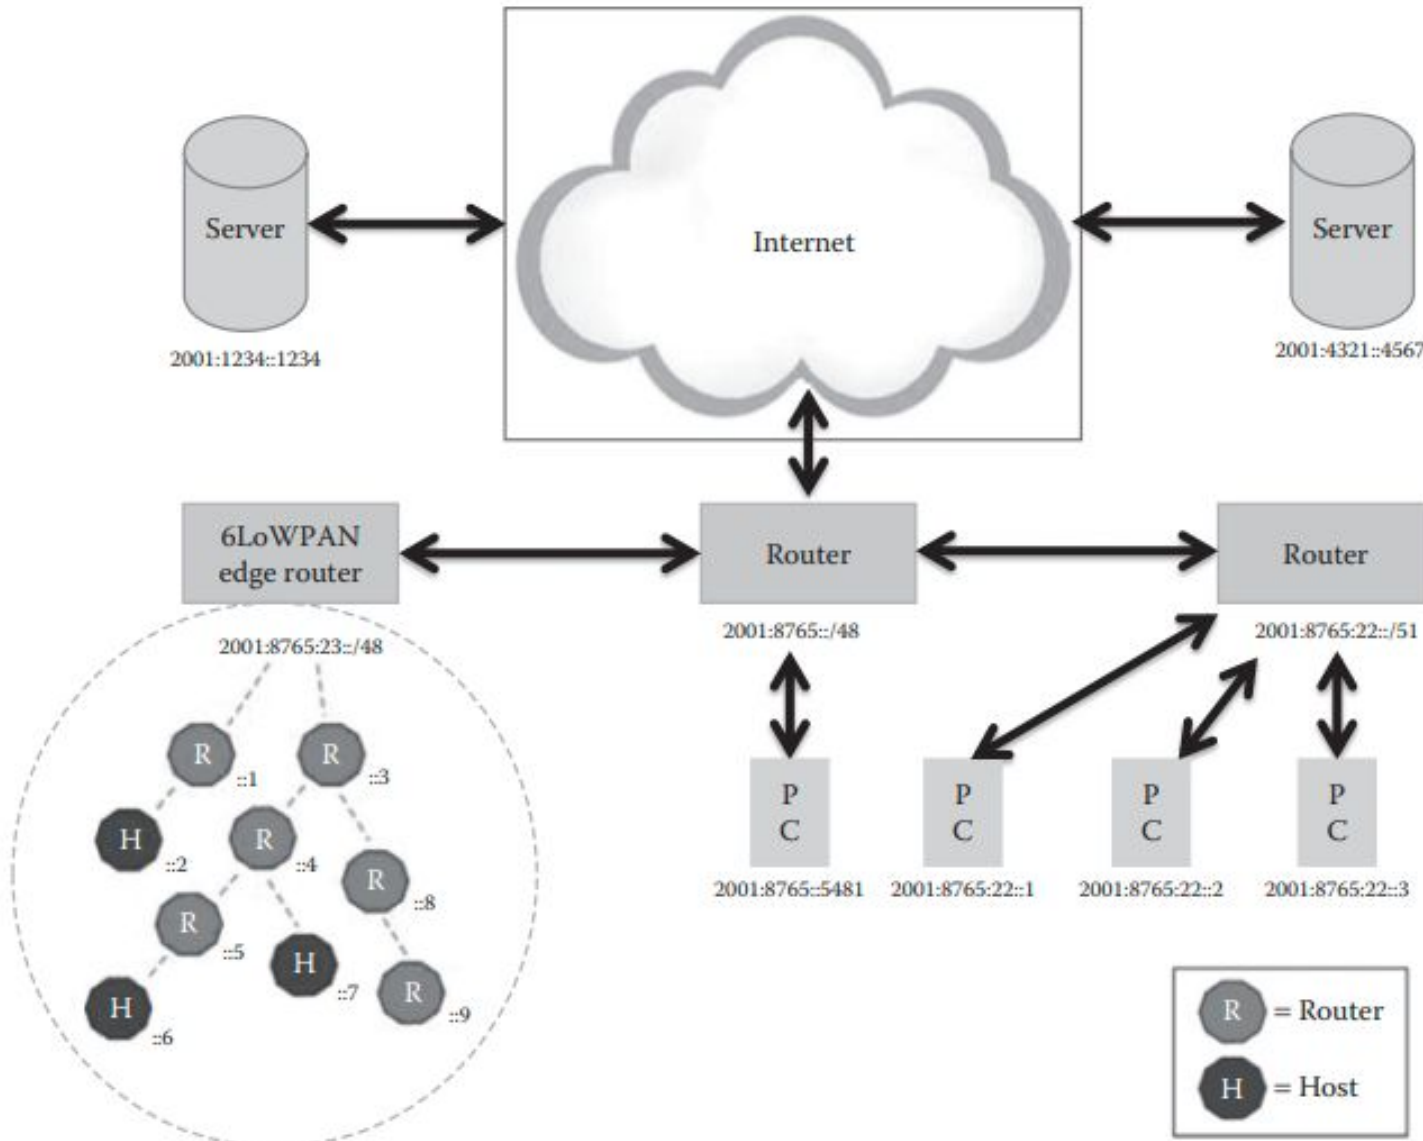 Internet
Server
Server
2001:1234::1234
2001:4321::4567
6LoWPAN
edge router
Router
Router
2001:8765:23::/48
2001:8765::/48
2001:8765:22::/51
R
::1
R
::3
H
::2
R
::4
R
::8
R
::5
H
::7
R
::9
H
::6
P
C
P
C
P
C
P
C
2001:8765::5481
2001:8765:22::1
2001:8765:22::2
2001:8765:22::3
R = Router
H = Host